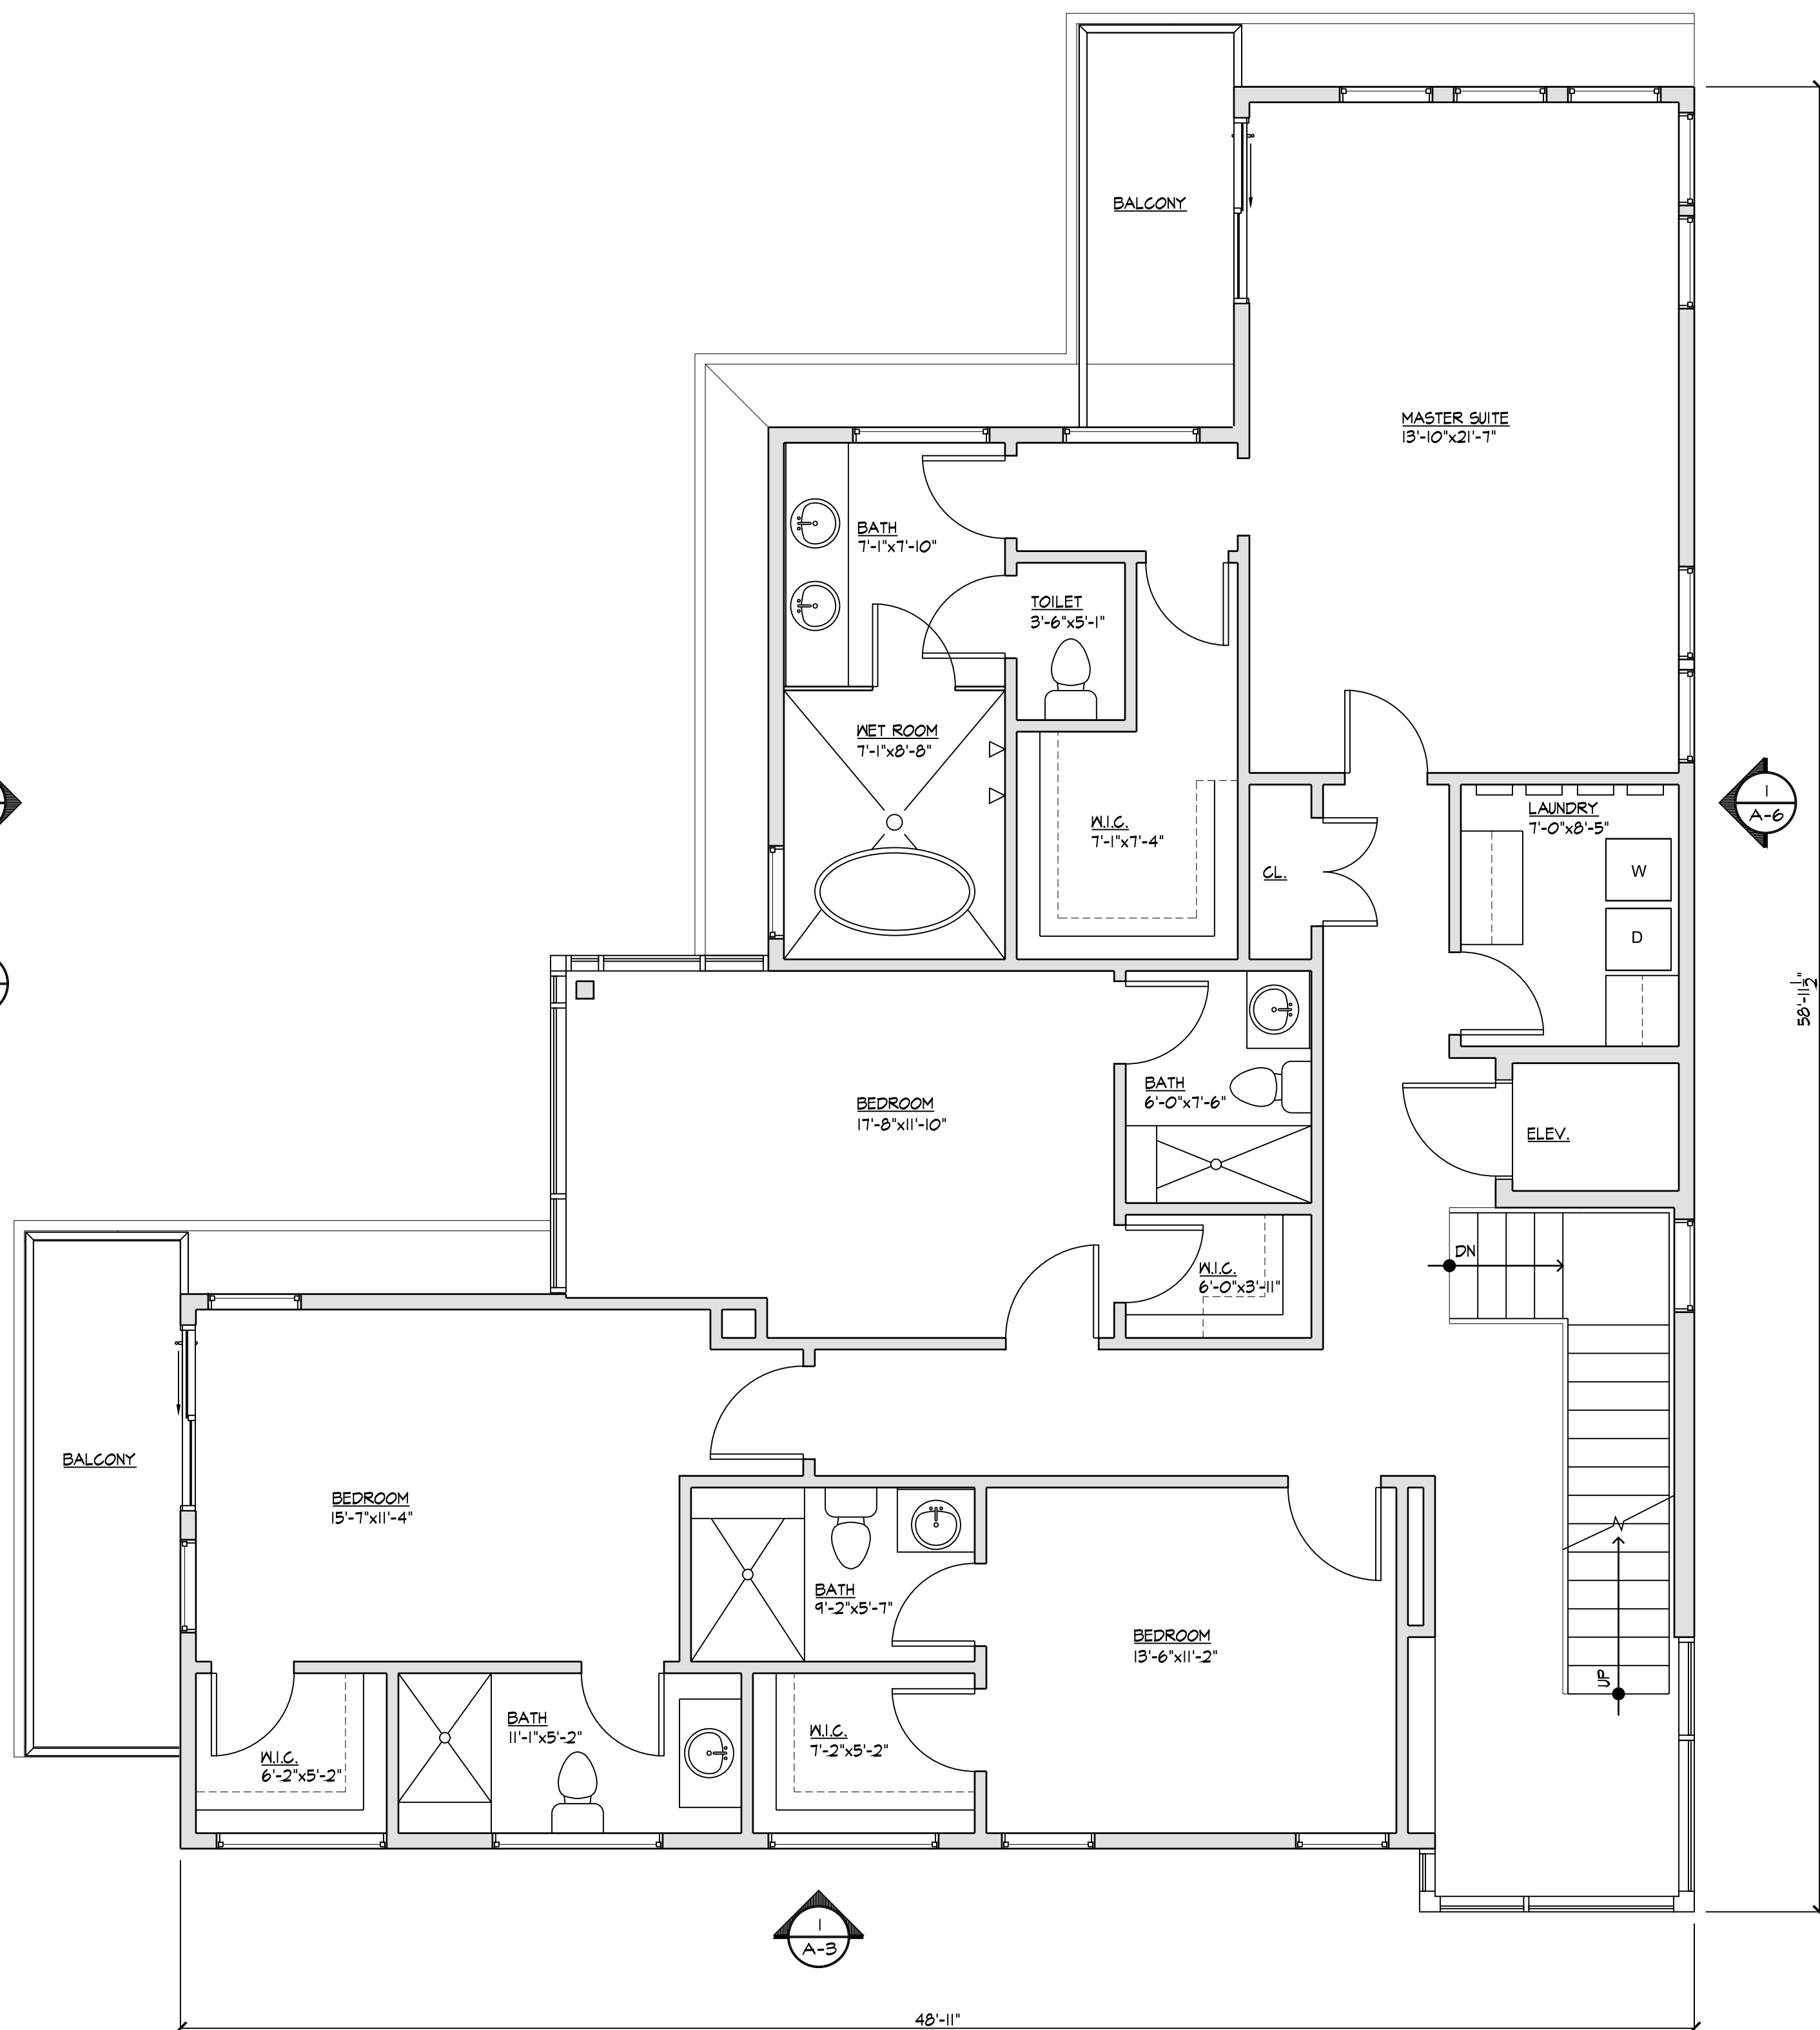 BALCONY
MASTER SUITE
13'-10"x21'-7"
BATH
7'-1"x7'-10"
TOILET
3'-6"x5'-1"
WET ROOM
7'-1"x8'-8"
W.I.C.
7'-1"x7'-4"
CL.
LAUNDRY
7'-0"x8'-5"
W
D
1
A-6
58'-11 1/2"
BEDROOM
17'-8"x11'-10"
BATH
6'-0"x7'-6"
ELEV.
W.I.C.
6'-0"x3'-11"
DN
BALCONY
BEDROOM
15'-7"x11'-4"
BATH
9'-2"x5'-7"
BEDROOM
13'-6"x11'-2"
UP
W.I.C.
6'-2"x5'-2"
BATH
11'-1"x5'-2"
W.I.C.
7'-2"x5'-2"
1
A-3
48'-11"